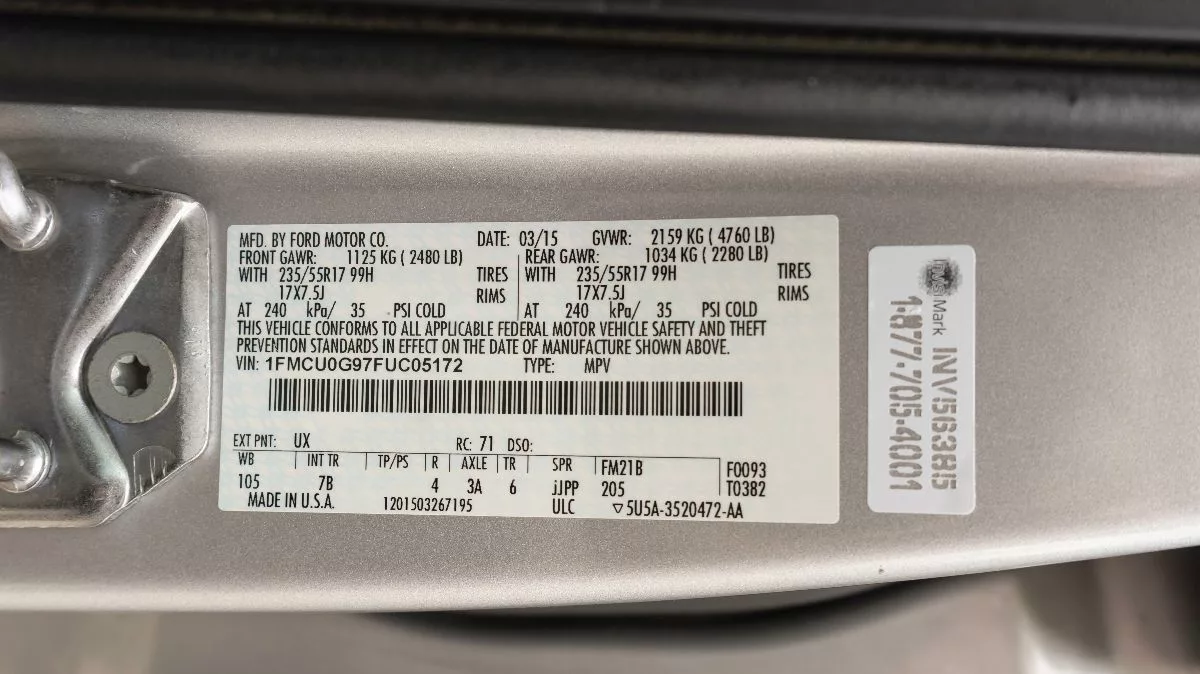 MFD. BY FORD MOTOR CO. DATE: 03/15 GVWR: 2159 KG ( 4760 LB)
FRONT GAWR: 1125 KG ( 2480 LB) REAR GAWR: 1034 KG ( 2280 LB)
WITH 235/55R17 99H TIRES WITH 235/55R17 99H TIRES
17X7.5J RIMS 17X7.5J RIMS
AT 240 kPa/ 35 PSI COLD AT 240 kPa/ 35 PSI COLD
THIS VEHICLE CONFORMS TO ALL APPLICABLE FEDERAL MOTOR VEHICLE SAFETY AND THEFT
PREVENTION STANDARDS IN EFFECT ON THE DATE OF MANUFACTURE SHOWN ABOVE.
VIN: 1FMCU0G97FUC05172 TYPE: MPV
EXT PNT: UX RC: 71 DSO:
WB INT TR TP/PS R AXLE TR SPR FM21B F0093
105 7B 4 3A 6 jJPP 205 T0382
MADE IN U.S.A. 1201503267195 ULC ▽5U5A-3520472-AA
InVisiMark INV563855
1-877-705-4001